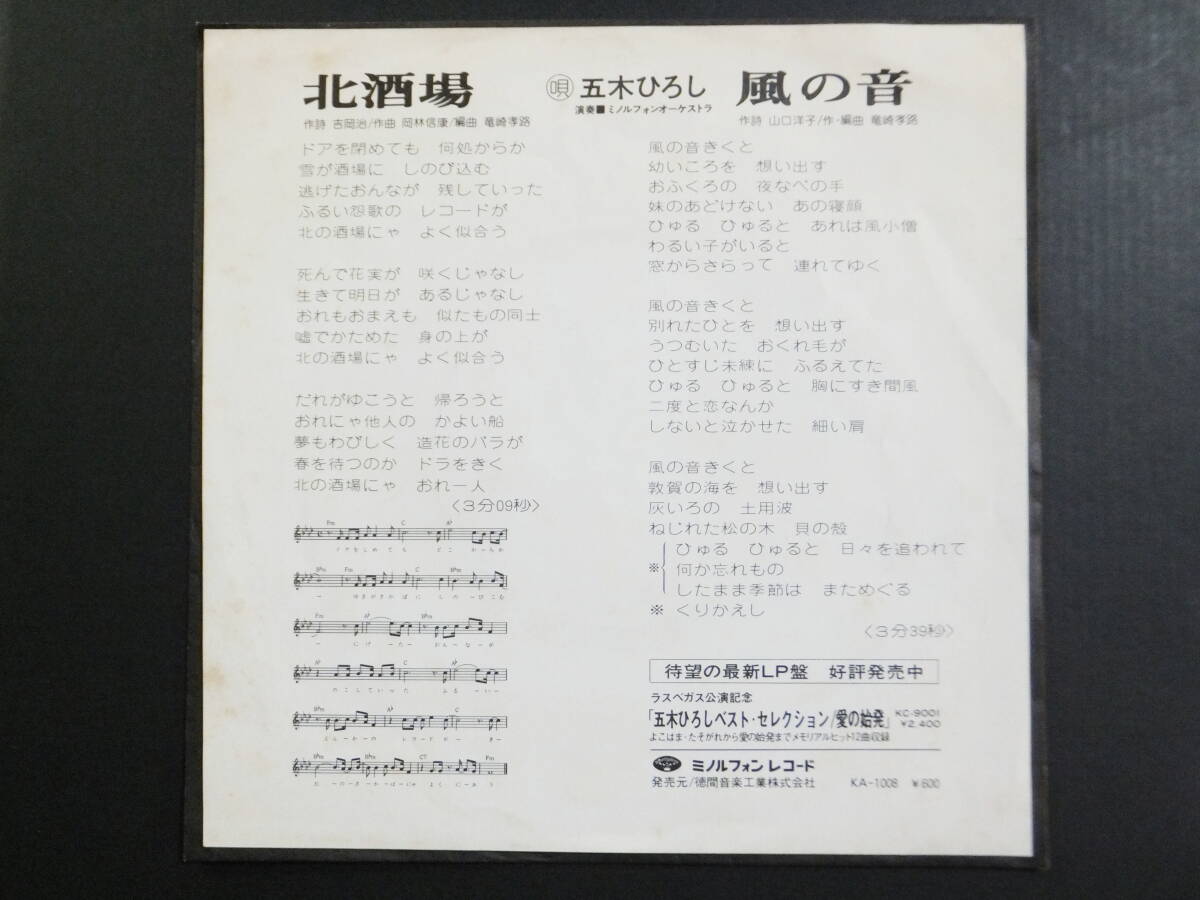 北酒場
作詩 吉岡治/作曲 岡林信康/編曲 竜崎孝路
唄 五木ひろし
演奏■ミノルフォンオーケストラ
風の音
作詩 山口洋子/作・編曲 竜崎孝路
ドアを閉めても 何処からか
雪が酒場に しのび込む
逃げたおんなが 残していった
ふるい怨歌の レコードが
北の酒場にゃ よく似合う
死んで花実が 咲くじゃなし
生きて明日が あるじゃなし
おれもおまえも 似たもの同士
嘘でかためた 身の上が
北の酒場にゃ よく似合う
だれがゆこうと 帰ろうと
おれにゃ他人の かよい船
夢もわびしく 造花のバラが
春を待つのか ドラをきく
北の酒場にゃ おれ一人
〈3分09秒〉
風の音きくと
幼いころを 想い出す
おふくろの 夜なべの手
妹のあどけない あの寝顔
ひゅる ひゅると あれは風小僧
わるい子がいると
窓からさらって 連れてゆく
風の音きくと
別れたひとを 想い出す
うつむいた おくれ毛が
ひとすじ未練に ふるえてた
ひゅる ひゅると 胸にすき間風
二度と恋なんか
しないと泣かせた 細い肩
風の音きくと
敦賀の海を 想い出す
灰いろの 土用波
ねじれた松の木 貝の殻
ひゅる ひゅると 日々を追われて
※ 何か忘れもの
したまま季節は まためぐる
※ くりかえし
〈3分39秒〉
待望の最新LP盤 好評発売中
ラスベガス公演記念
「五木ひろしベスト・セレクション/愛の始発」 KC-9001 ¥2,400
よこはま・たそがれから愛の始発までメモリアルヒット12曲収録
ミノルフォン レコード
発売元/徳間音楽工業株式会社 KA-1008 ¥600